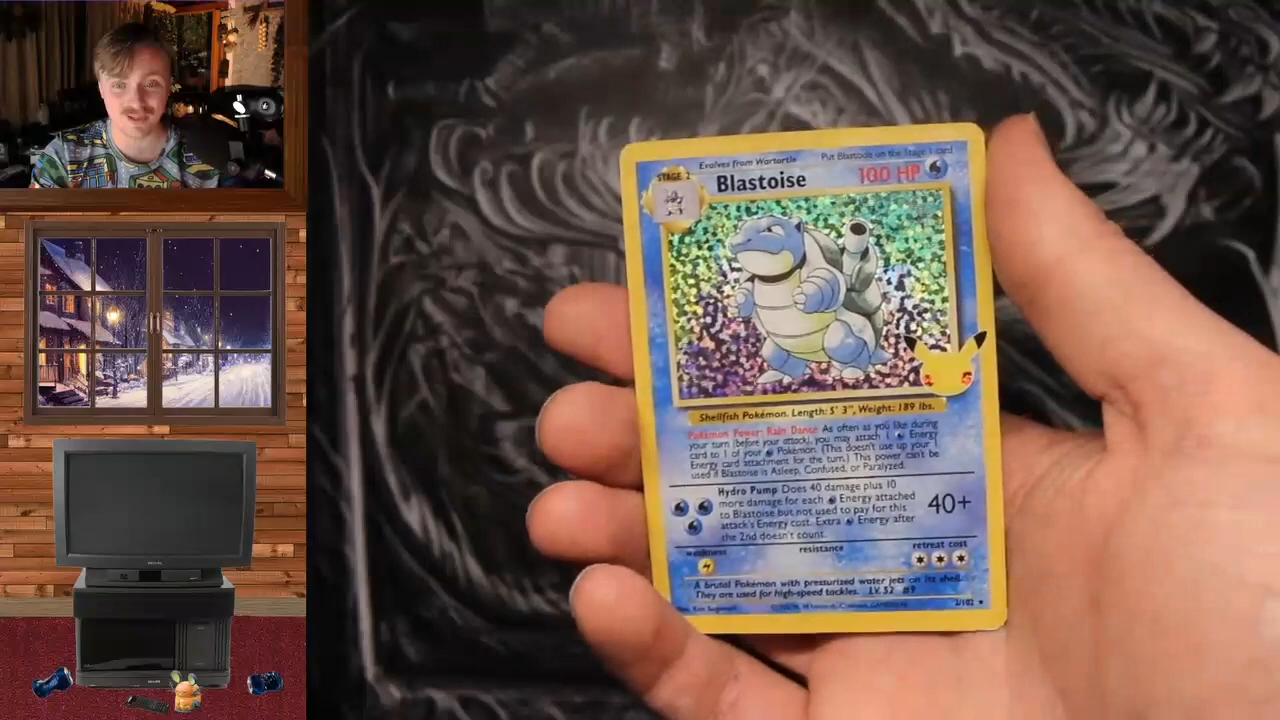 Evolves from Wartortle Put Blastoise on the Stage 1 card
STAGE 2
Blastoise 100 HP
Shellfish Pokémon. Length: 5' 3", Weight: 189 lbs.
Pokémon Power: Rain Dance As often as you like during
your turn (before your attack), you may attach 1 Energy
card to 1 of your Pokémon. (This doesn't use up your 1
Energy card attachment for the turn.) This power can't be
used if Blastoise is Asleep, Confused, or Paralyzed.
Hydro Pump Does 40 damage plus 10
more damage for each Energy attached
to Blastoise but not used to pay for this
attack's Energy cost. Extra Energy after
the 2nd doesn't count.
40+
weakness resistance retreat cost
A brutal Pokémon with pressurized water jets on its shell.
They are used for high-speed tackles. LV. 52 #9
Illus. Ken Sugimori 2/102